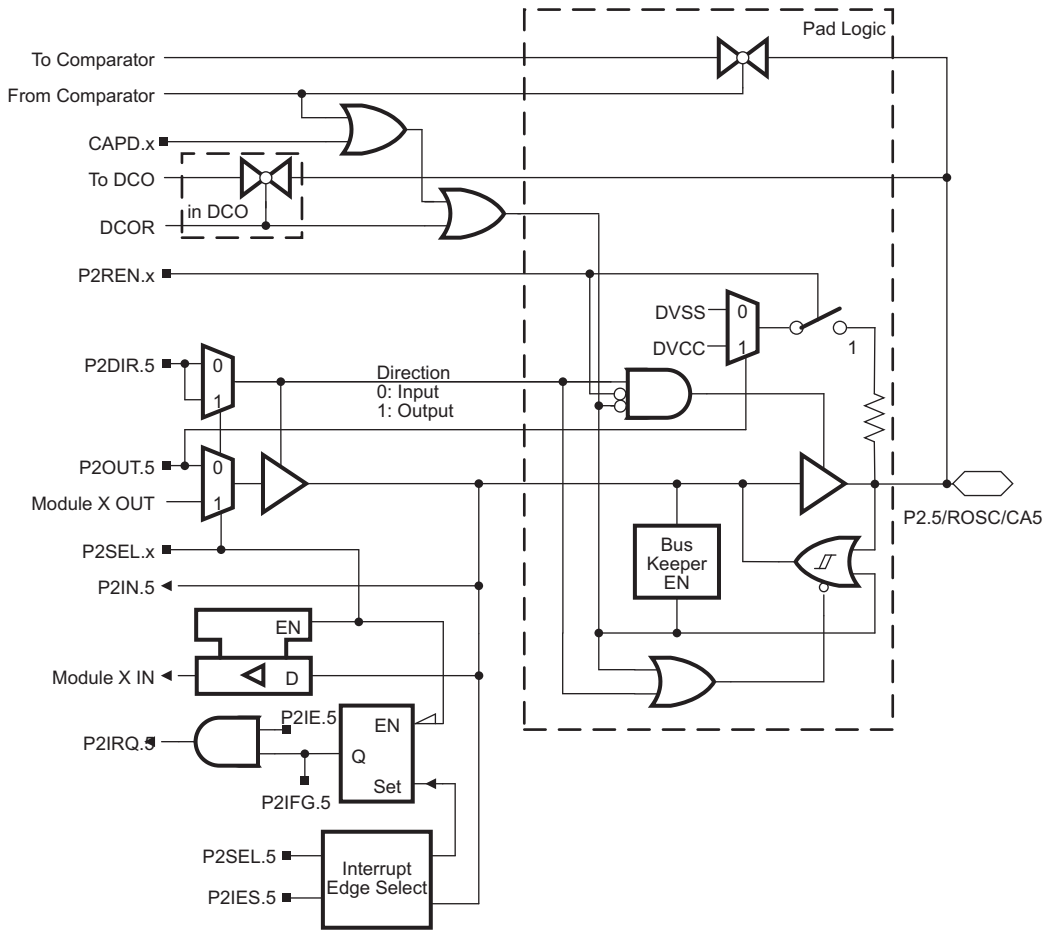 Pad Logic
To Comparator
From Comparator
CAPD.x
To DCO
in DCO
DCOR
P2REN.x
DVSS
0
DVCC
1
1
P2DIR.5
0
1
Direction
0: Input
1: Output
P2OUT.5
0
Module X OUT
1
P2.5/ROSC/CA5
P2SEL.x
Bus
Keeper
EN
P2IN.5
EN
Module X IN
D
P2IE.5
EN
P2IRQ.5
Q
Set
P2IFG.5
P2SEL.5
Interrupt
Edge Select
P2IES.5